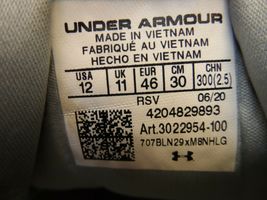 UNDER ARMOUR
MADE IN VIETNAM
FABRIQUÉ AU VIETNAM
HECHO EN VIETNAM
USA UK EUR CM CHN
12 11 46 30 300(2.5)
RSV 06/20
4204829893
Art.3022954-100
707BLN29xM8NHLG